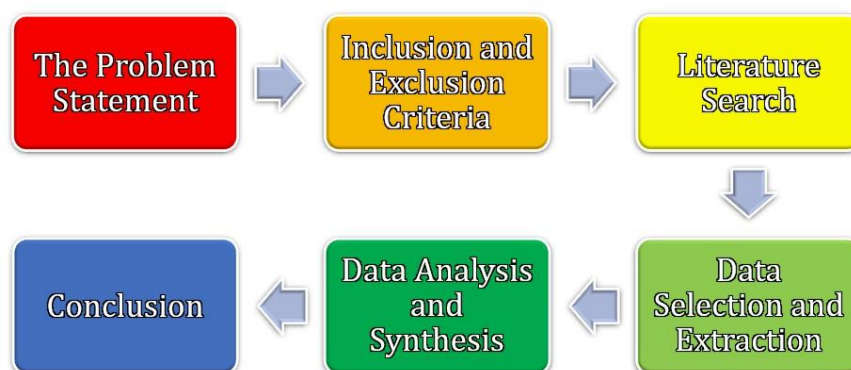 The Problem
Statement
Inclusion and
Exclusion
Criteria
Literature
Search
Data
Selection and
Extraction
Data Analysis
and
Synthesis
Conclusion